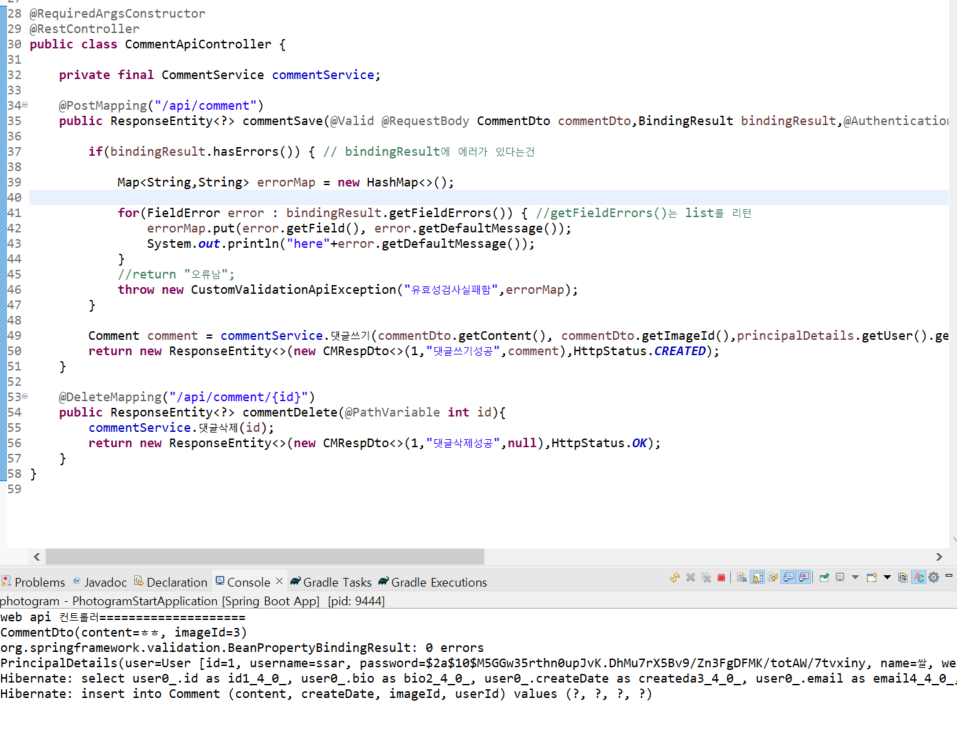 27
28 @RequiredArgsConstructor
29 @RestController
30 public class CommentApiController {
31
32 private final CommentService commentService;
33
34 @PostMapping("/api/comment")
35 public ResponseEntity<?> commentSave(@Valid @RequestBody CommentDto commentDto,BindingResult bindingResult,@Authentication
36
37 if(bindingResult.hasErrors()) { // bindingResult에 에러가 있다는건
38
39 Map<String,String> errorMap = new HashMap<>();
40
41 for(FieldError error : bindingResult.getFieldErrors()) { //getFieldErrors()는 list를 리턴
42 errorMap.put(error.getField(), error.getDefaultMessage());
43 System.out.println("here"+error.getDefaultMessage());
44 }
45 //return "오류남";
46 throw new CustomValidationApiException("유효성검사실패함",errorMap);
47 }
48
49 Comment comment = commentService.댓글쓰기(commentDto.getContent(), commentDto.getImageId(),principalDetails.getUser().ge
50 return new ResponseEntity<>(new CMRespDto<>(1,"댓글쓰기성공",comment),HttpStatus.CREATED);
51 }
52
53 @DeleteMapping("/api/comment/{id}")
54 public ResponseEntity<?> commentDelete(@PathVariable int id){
55 commentService.댓글삭제(id);
56 return new ResponseEntity<>(new CMRespDto<>(1,"댓글삭제성공",null),HttpStatus.OK);
57 }
58 }
59
Problems Javadoc Declaration Console Gradle Tasks Gradle Executions
photogram - PhotogramStartApplication [Spring Boot App] [pid: 9444]
web api 컨트롤러====================
CommentDto(content=ㅎㅎ, imageId=3)
org.springframework.validation.BeanPropertyBindingResult: 0 errors
PrincipalDetails(user=User [id=1, username=ssar, password=$2a$10$M5GGw35rthn0upJvK.DhMu7rX5Bv9/Zn3FgDFMK/totAW/7tvxiny, name=쌀, we
Hibernate: select user0_.id as id1_4_0_, user0_.bio as bio2_4_0_, user0_.createDate as createda3_4_0_, user0_.email as email4_4_0_,
Hibernate: insert into Comment (content, createDate, imageId, userId) values (?, ?, ?, ?)